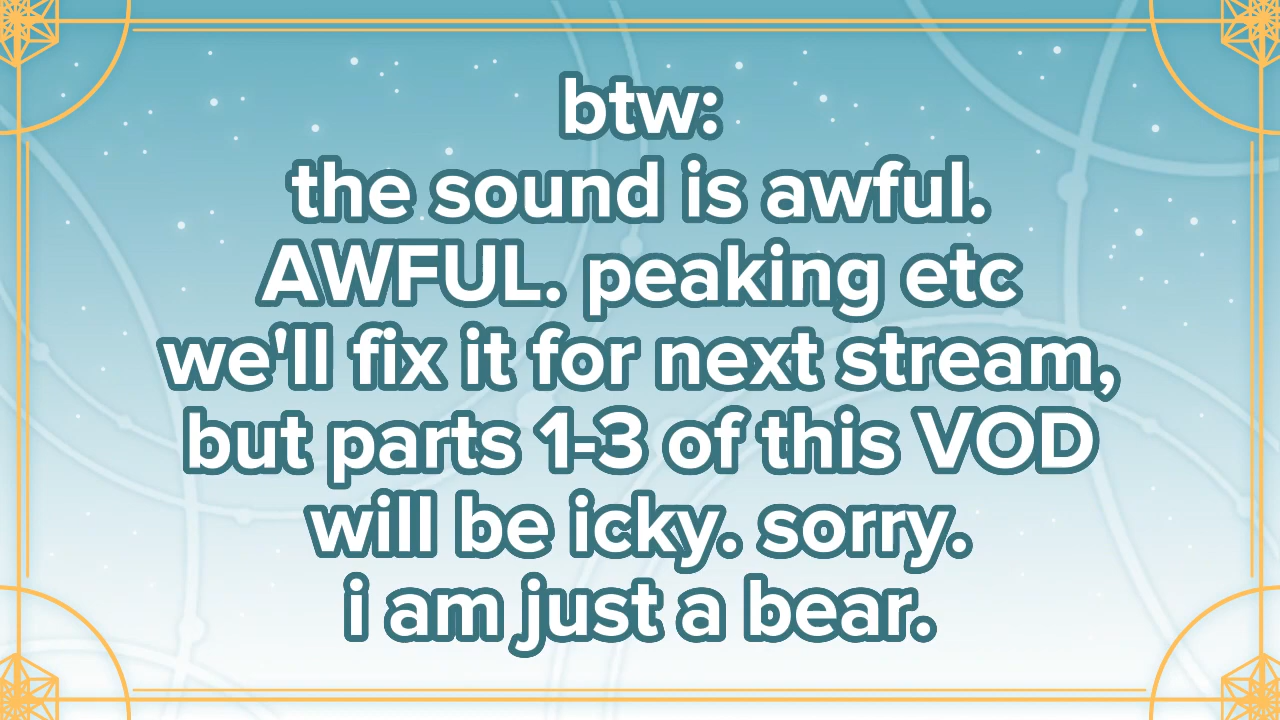 btw:
the sound is awful.
AWFUL. peaking etc
we'll fix it for next stream,
but parts 1-3 of this VOD
will be icky. sorry.
i am just a bear.